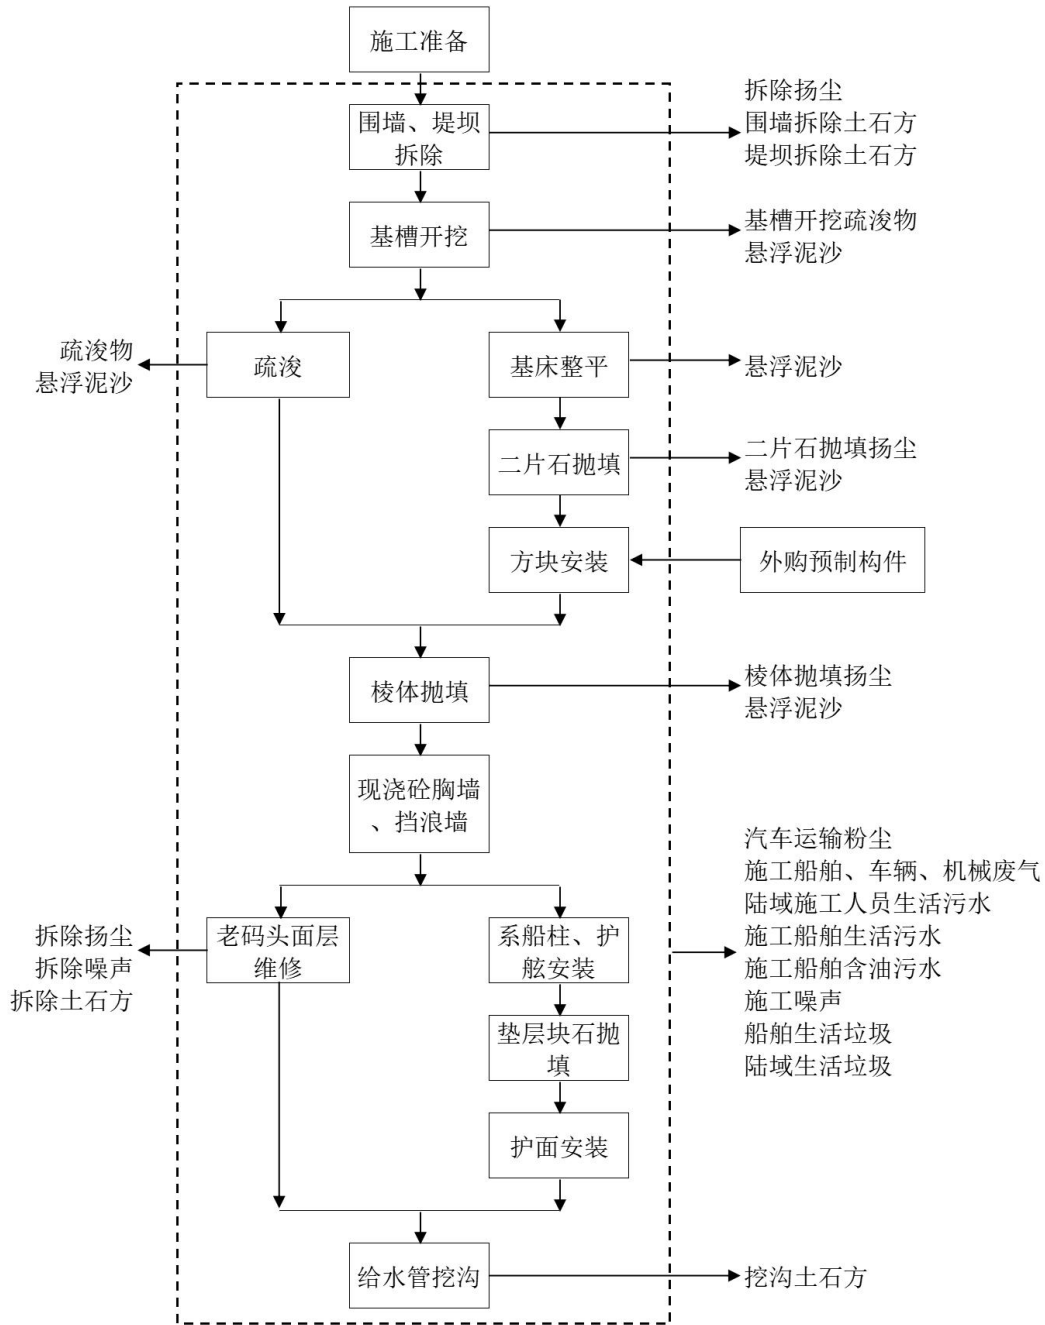 施工准备
围墙、堤坝
拆除
拆除扬尘
围墙拆除土石方
堤坝拆除土石方
基槽开挖
基槽开挖疏浚物
悬浮泥沙
疏浚物
悬浮泥沙
疏浚
基床整平
悬浮泥沙
二片石抛填
二片石抛填扬尘
悬浮泥沙
方块安装
外购预制构件
棱体抛填
棱体抛填扬尘
悬浮泥沙
现浇砼胸墙
、挡浪墙
拆除扬尘
拆除噪声
拆除土石方
老码头面层
维修
系船柱、护
舷安装
汽车运输粉尘
施工船舶、车辆、机械废气
陆域施工人员生活污水
施工船舶生活污水
施工船舶含油污水
施工噪声
船舶生活垃圾
陆域生活垃圾
垫层块石抛
填
护面安装
给水管挖沟
挖沟土石方